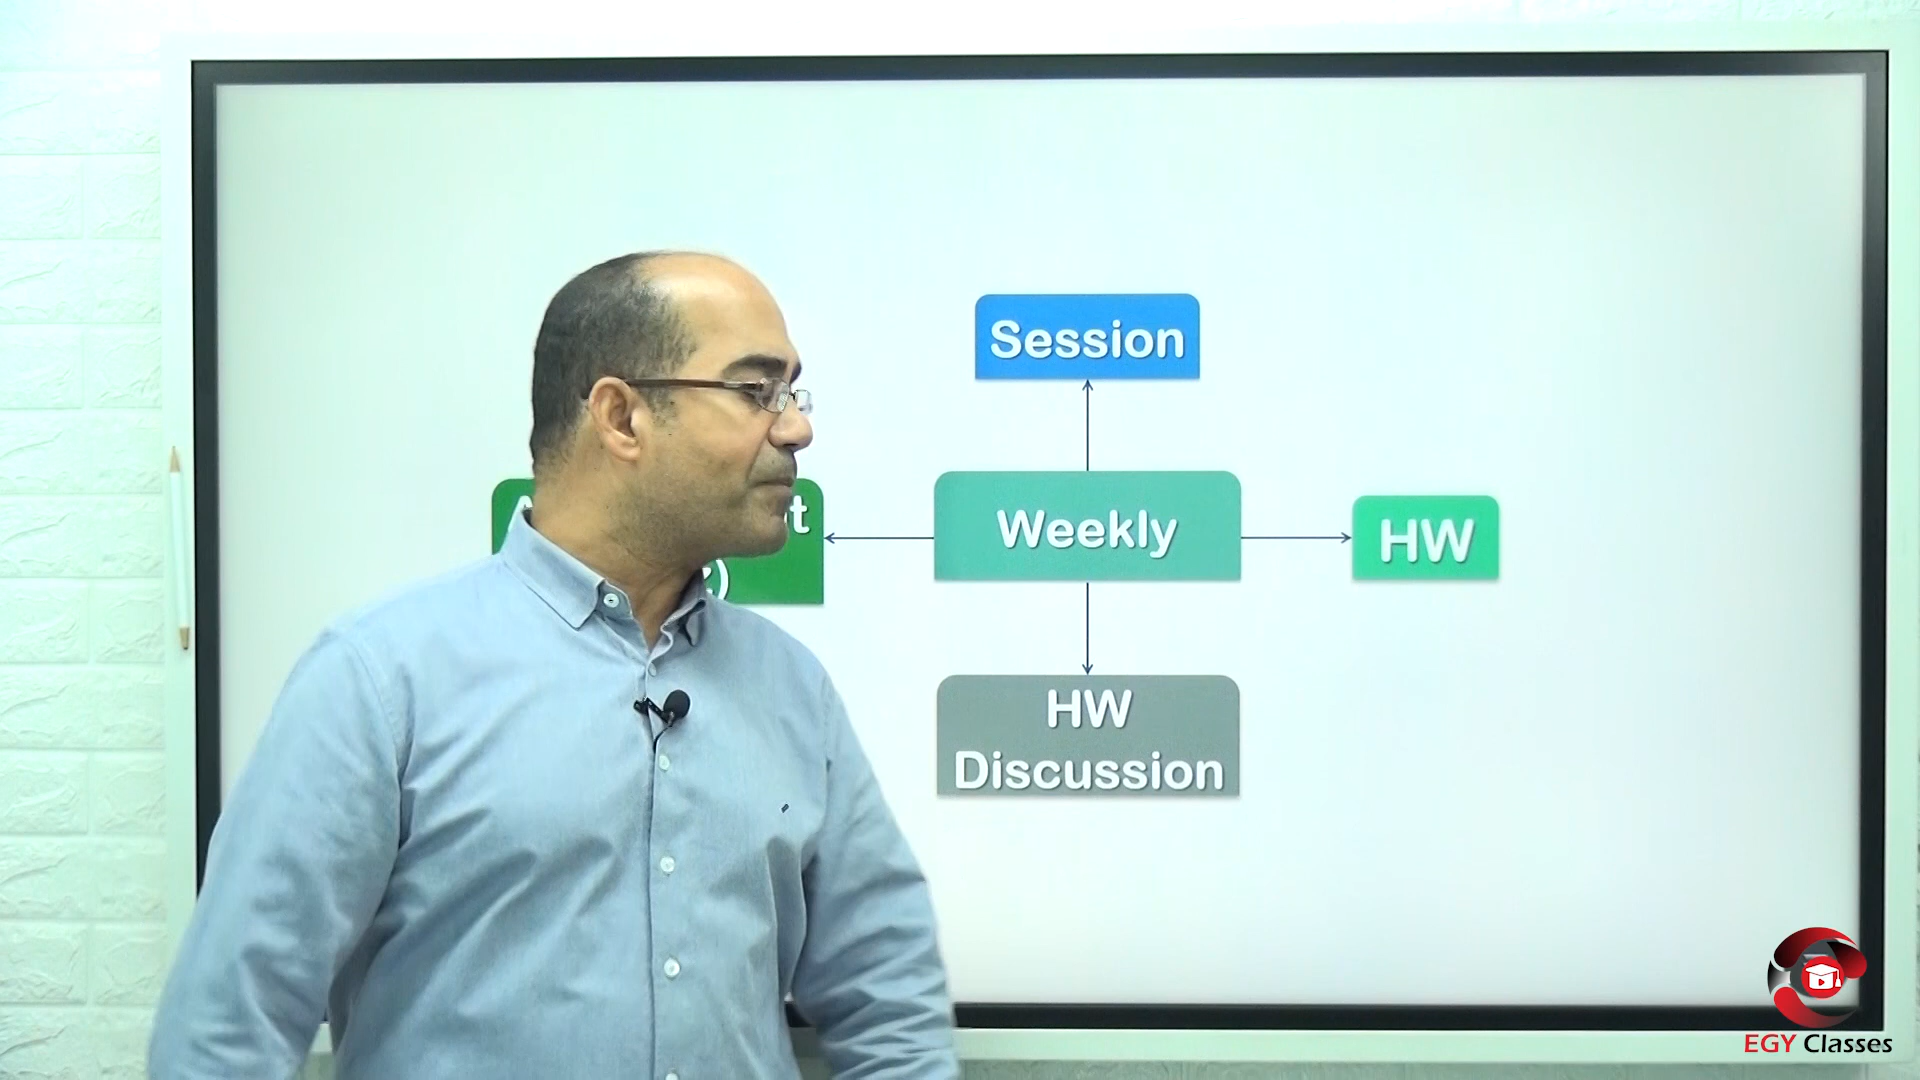 Session
Weekly
HW
HW
Discussion
EGY Classes